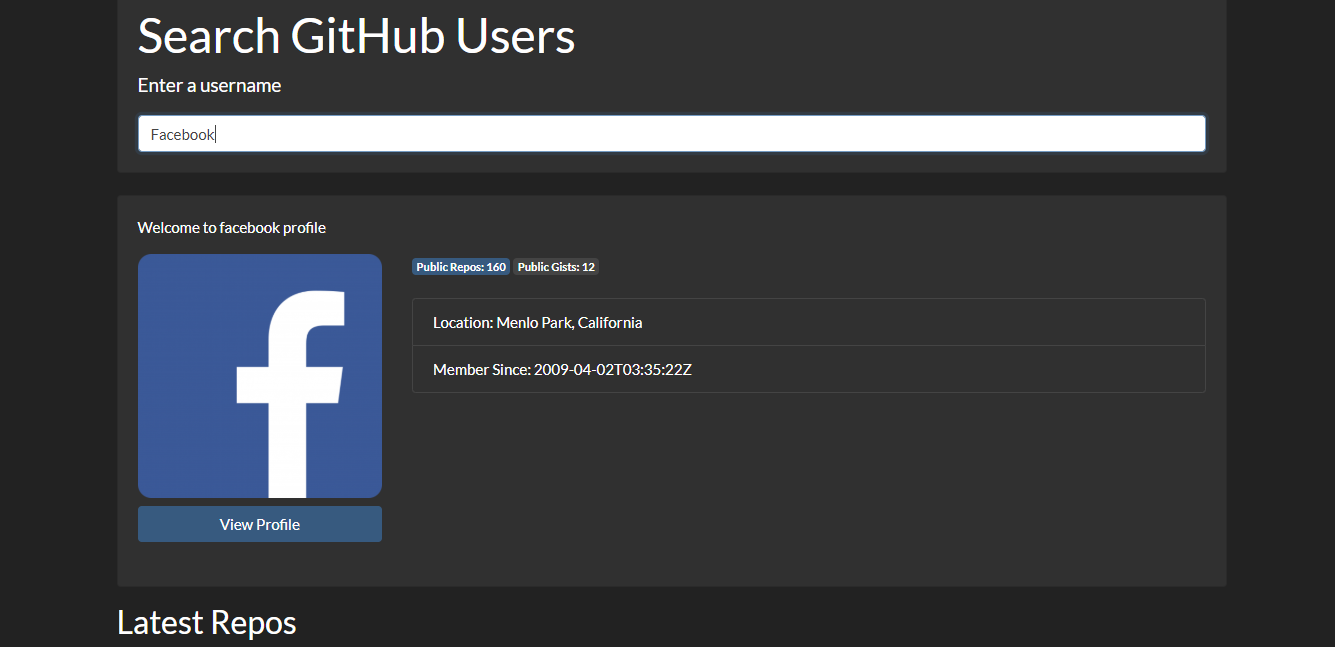 Search GitHub Users
Enter a username
Facebook
Welcome to facebook profile
Public Repos: 160 Public Gists: 12
Location: Menlo Park, California
Member Since: 2009-04-02T03:35:22Z
View Profile
Latest Repos